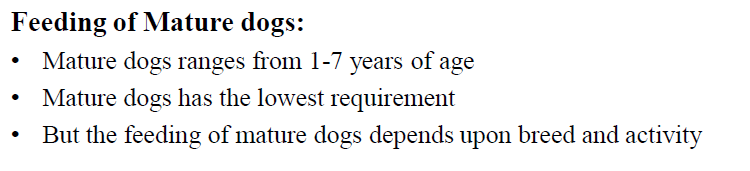 Feeding of Mature dogs:
• Mature dogs ranges from 1-7 years of age
• Mature dogs has the lowest requirement
• But the feeding of mature dogs depends upon breed and activity